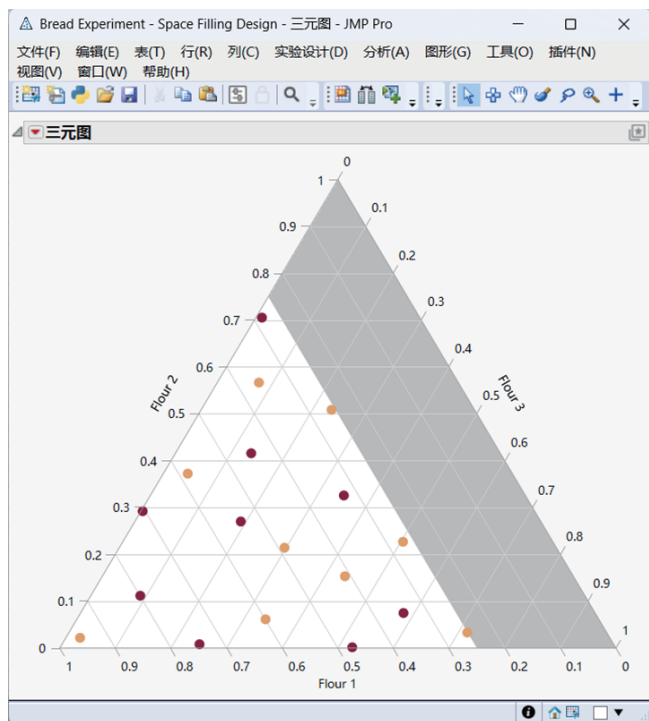 Bread Experiment - Space Filling Design - 三元图 - JMP Pro
文件(F) 编辑(E) 表(T) 行(R) 列(C) 实验设计(D) 分析(A) 图形(G) 工具(O) 插件(N)
视图(V) 窗口(W) 帮助(H)
三元图
0
1
0.1
0.9
0.2
0.8
0.3
0.7
0.4
0.6
Flour 2
Flour 3
0.5
0.5
0.6
0.4
0.7
0.3
0.8
0.2
0.9
0.1
1
0
1 0.9 0.8 0.7 0.6 0.5 0.4 0.3 0.2 0.1 0
Flour 1